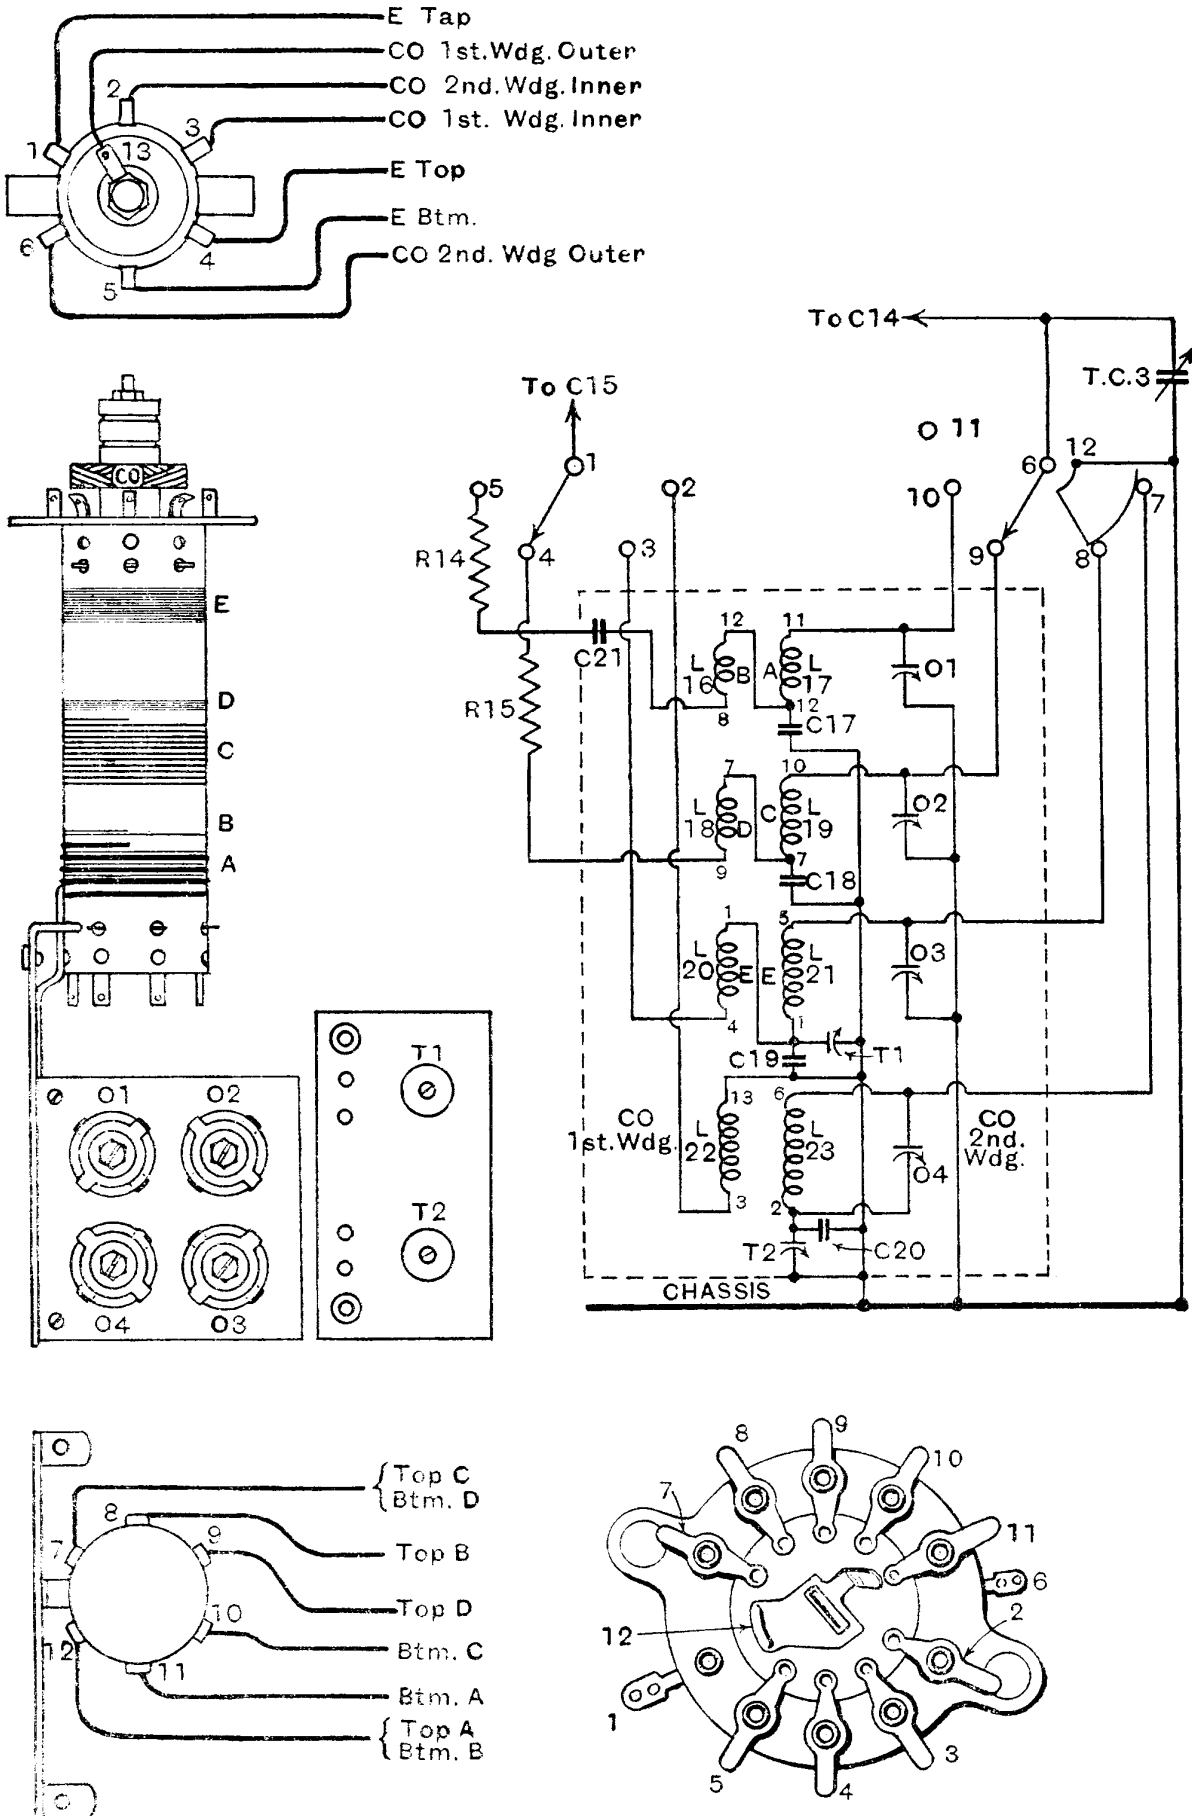 E Tap
CO 1st.Wdg.Outer
CO 2nd.Wdg.Inner
CO 1st. Wdg.Inner
E Top
E Btm.
CO 2nd. Wdg Outer
1
2
3
13
4
5
6
CO
E
D
C
B
A
O1
O2
O4
O3
T1
T2
To C14
T.C.3
To C15
1
11
12
6
5
2
10
7
R14
4
3
9
8
C21
12
11
L
16
B
A
L
17
O1
8
12
C17
R15
7
10
L
18
D
C
L
19
O2
9
7
C18
1
5
L
20
E
E
L
21
O3
4
1
C19
T1
13
6
CO
1st.Wdg.
L
22
L
23
CO
2nd.
Wdg.
O4
3
2
T2
C20
CHASSIS
7
8
9
10
11
12
{Top C
{Btm. D
Top B
Top D
Btm. C
Btm. A
{Top A
{Btm. B
8
9
10
7
11
6
2
12
1
5
4
3